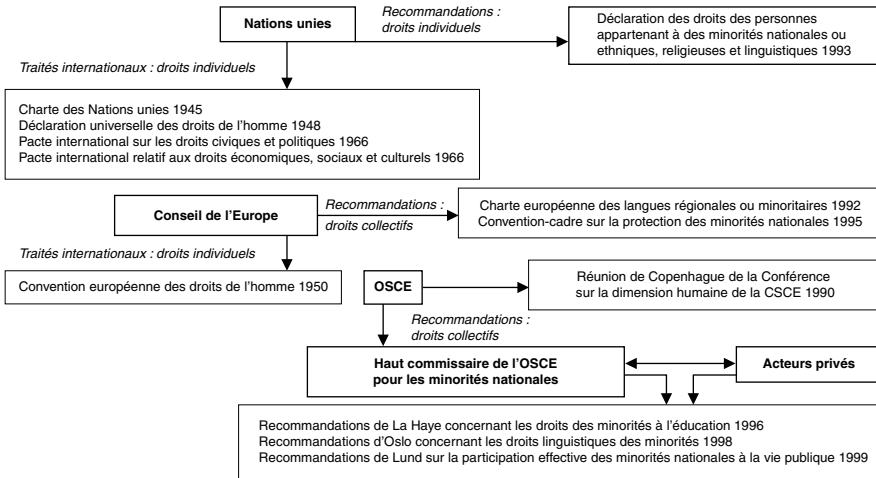 Nations unies
Recommandations :
droits individuels
Déclaration des droits des personnes
appartenant à des minorités nationales ou
ethniques, religieuses et linguistiques 1993
Traités internationaux : droits individuels
Charte des Nations unies 1945
Déclaration universelle des droits de l’homme 1948
Pacte international sur les droits civiques et politiques 1966
Pacte international relatif aux droits économiques, sociaux et culturels 1966
Conseil de l’Europe
Recommandations :
droits collectifs
Charte européenne des langues régionales ou minoritaires 1992
Convention-cadre sur la protection des minorités nationales 1995
Traités internationaux : droits individuels
Convention européenne des droits de l’homme 1950
OSCE
Réunion de Copenhague de la Conférence
sur la dimension humaine de la CSCE 1990
Recommandations :
droits collectifs
Haut commissaire de l’OSCE
pour les minorités nationales
Acteurs privés
Recommandations de La Haye concernant les droits des minorités à l’éducation 1996
Recommandations d’Oslo concernant les droits linguistiques des minorités 1998
Recommandations de Lund sur la participation effective des minorités nationales à la vie publique 1999